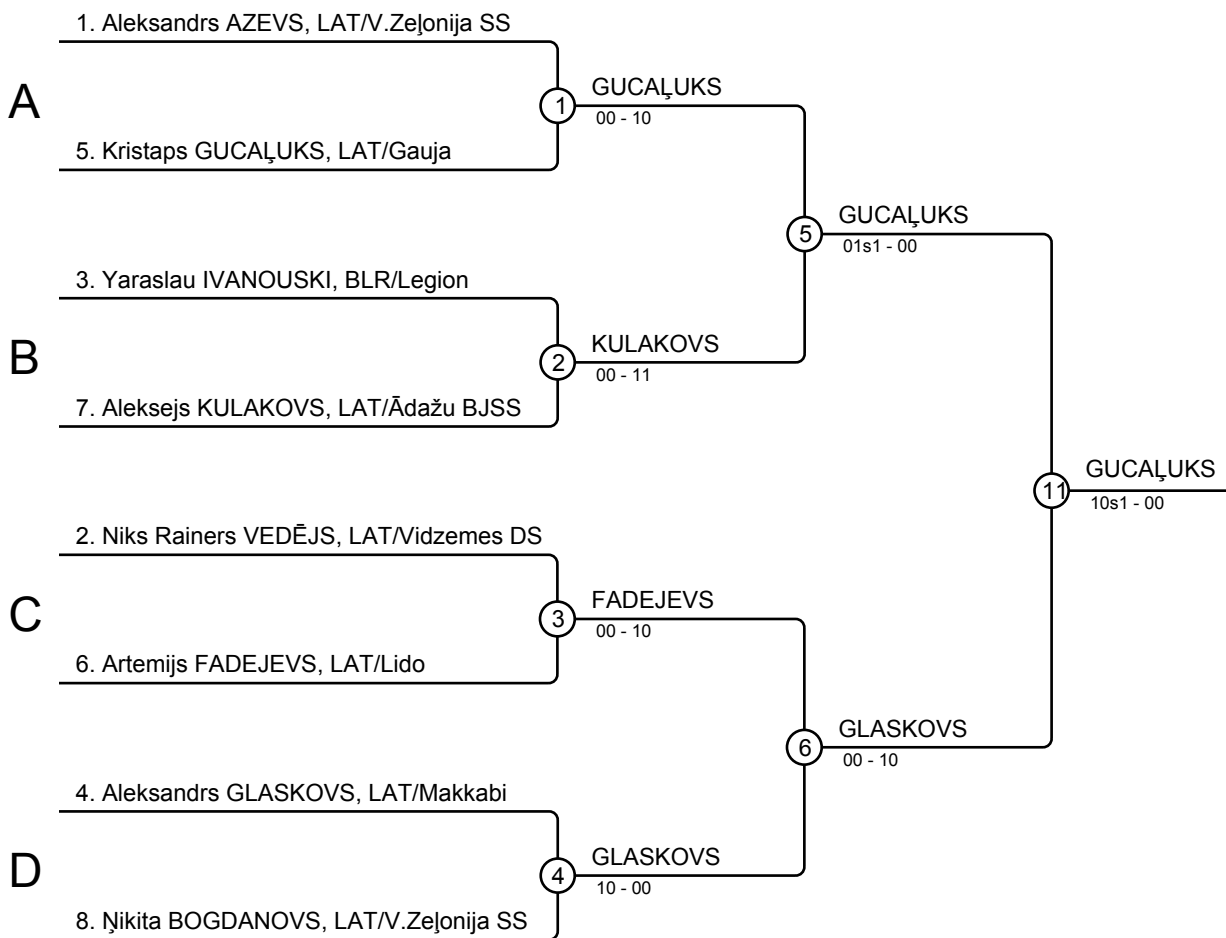 1. Aleksandrs AZEVS, LAT/V.Zeļonija SS
A
1
GUCAĻUKS
00 - 10
5. Kristaps GUCAĻUKS, LAT/Gauja
5
GUCAĻUKS
01s1 - 00
3. Yaraslau IVANOUSKI, BLR/Legion
B
2
KULAKOVS
00 - 11
7. Aleksejs KULAKOVS, LAT/Ādažu BJSS
11
GUCAĻUKS
10s1 - 00
2. Niks Rainers VEDĒJS, LAT/Vidzemes DS
C
3
FADEJEVS
00 - 10
6. Artemijs FADEJEVS, LAT/Lido
6
GLASKOVS
00 - 10
4. Aleksandrs GLASKOVS, LAT/Makkabi
D
4
GLASKOVS
10 - 00
8. Ņikita BOGDANOVS, LAT/V.Zeļonija SS